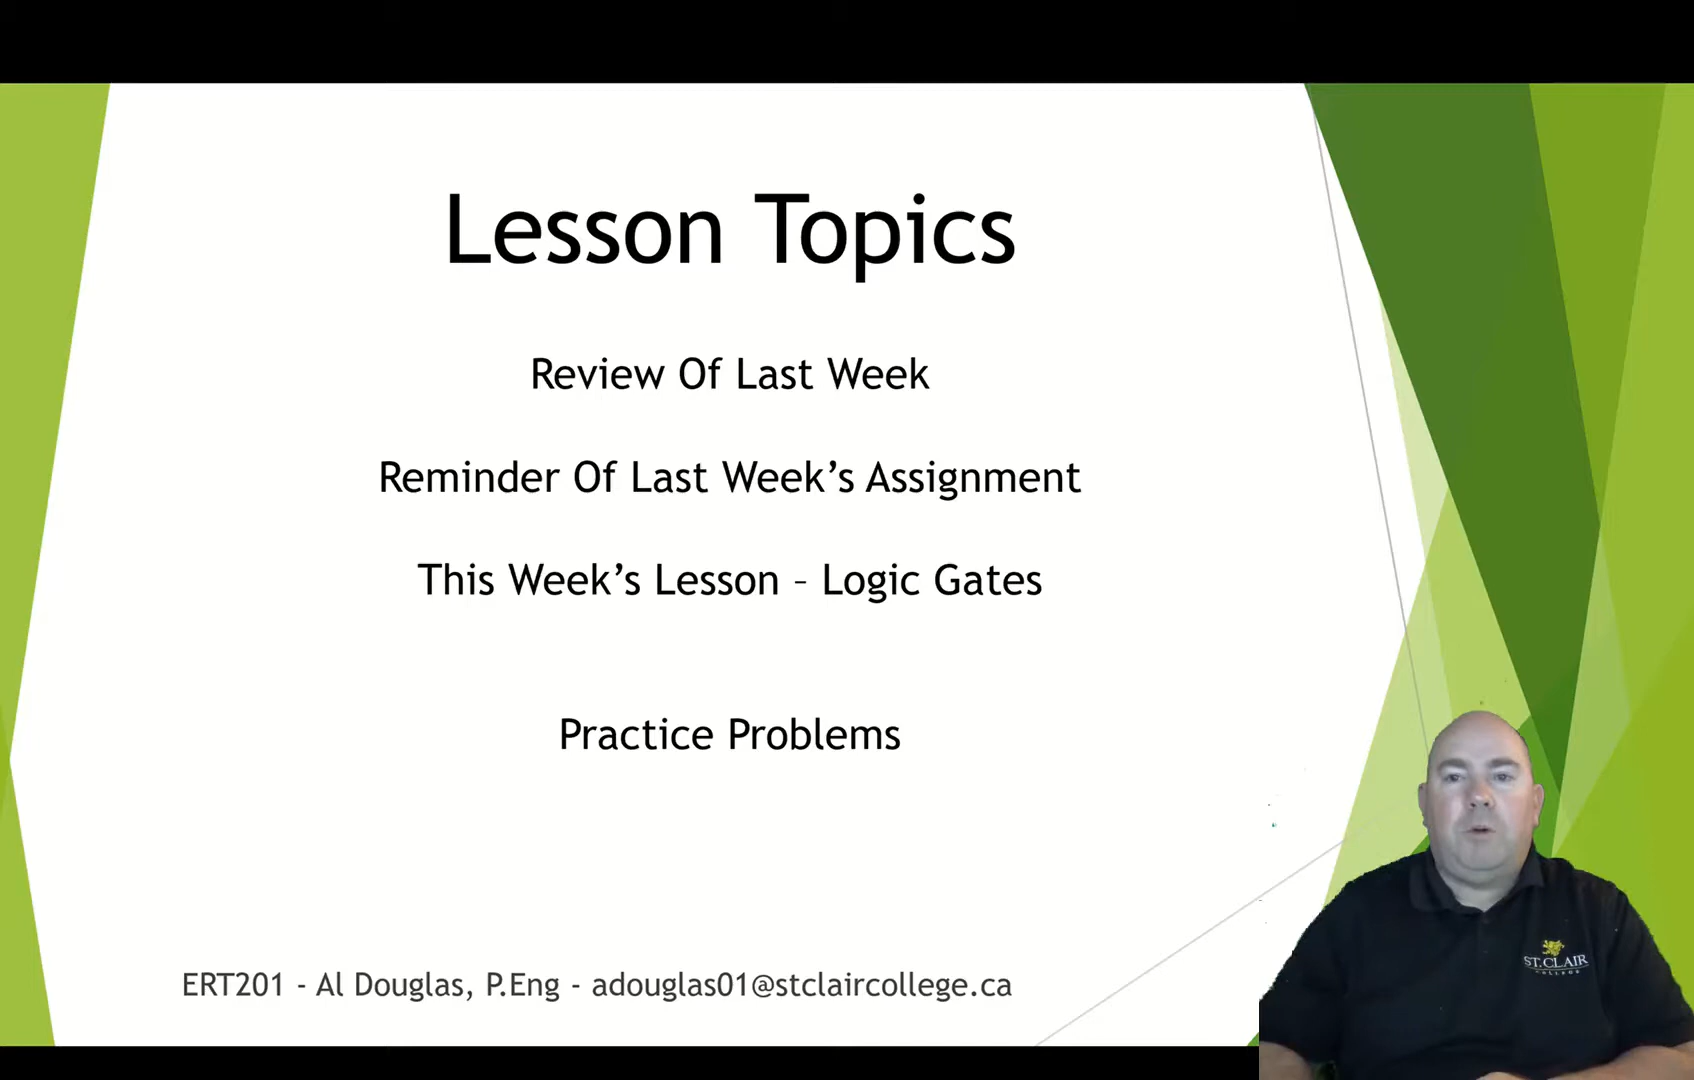 Lesson Topics
Review Of Last Week
Reminder Of Last Week’s Assignment
This Week’s Lesson – Logic Gates
Practice Problems
ERT201 - Al Douglas, P.Eng - adouglas01@stclaircollege.ca
ST. CLAIR
COLLEGE